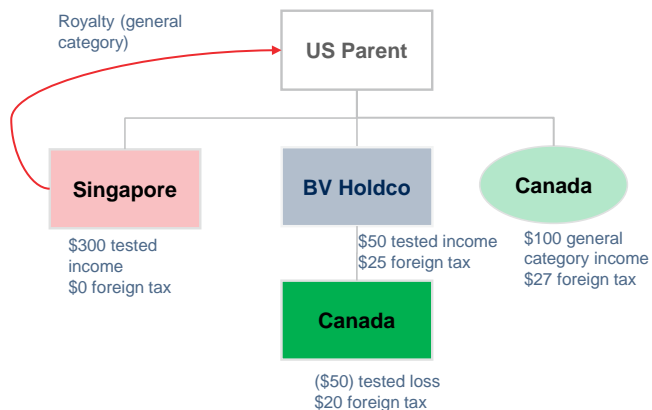 Royalty (general
category)
US Parent
Singapore
BV Holdco
Canada
$300 tested
income
$0 foreign tax
$50 tested income
$25 foreign tax
$100 general
category income
$27 foreign tax
Canada
($50) tested loss
$20 foreign tax